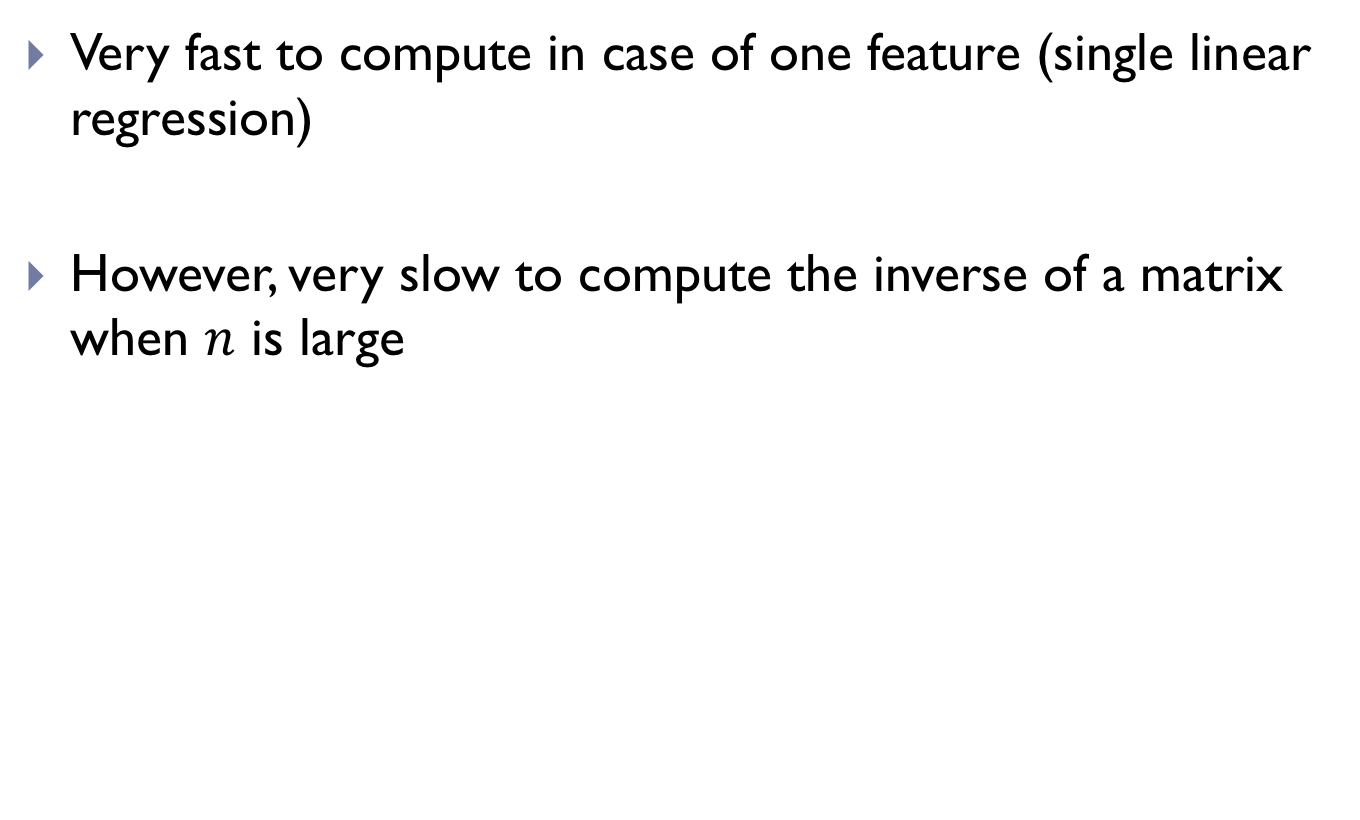 Very fast to compute in case of one feature (single linear
regression)
However, very slow to compute the inverse of a matrix
when n is large